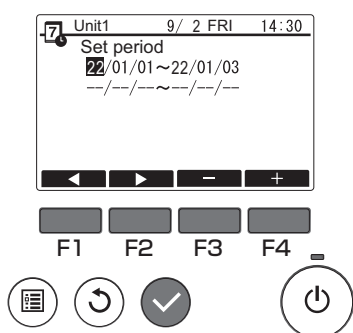 7 Unit1 9/ 2 FRI 14:30
Set period
22/01/01~22/01/03
--/--/--~--/--/--
◀ ▶ − +
F1 F2 F3 F4